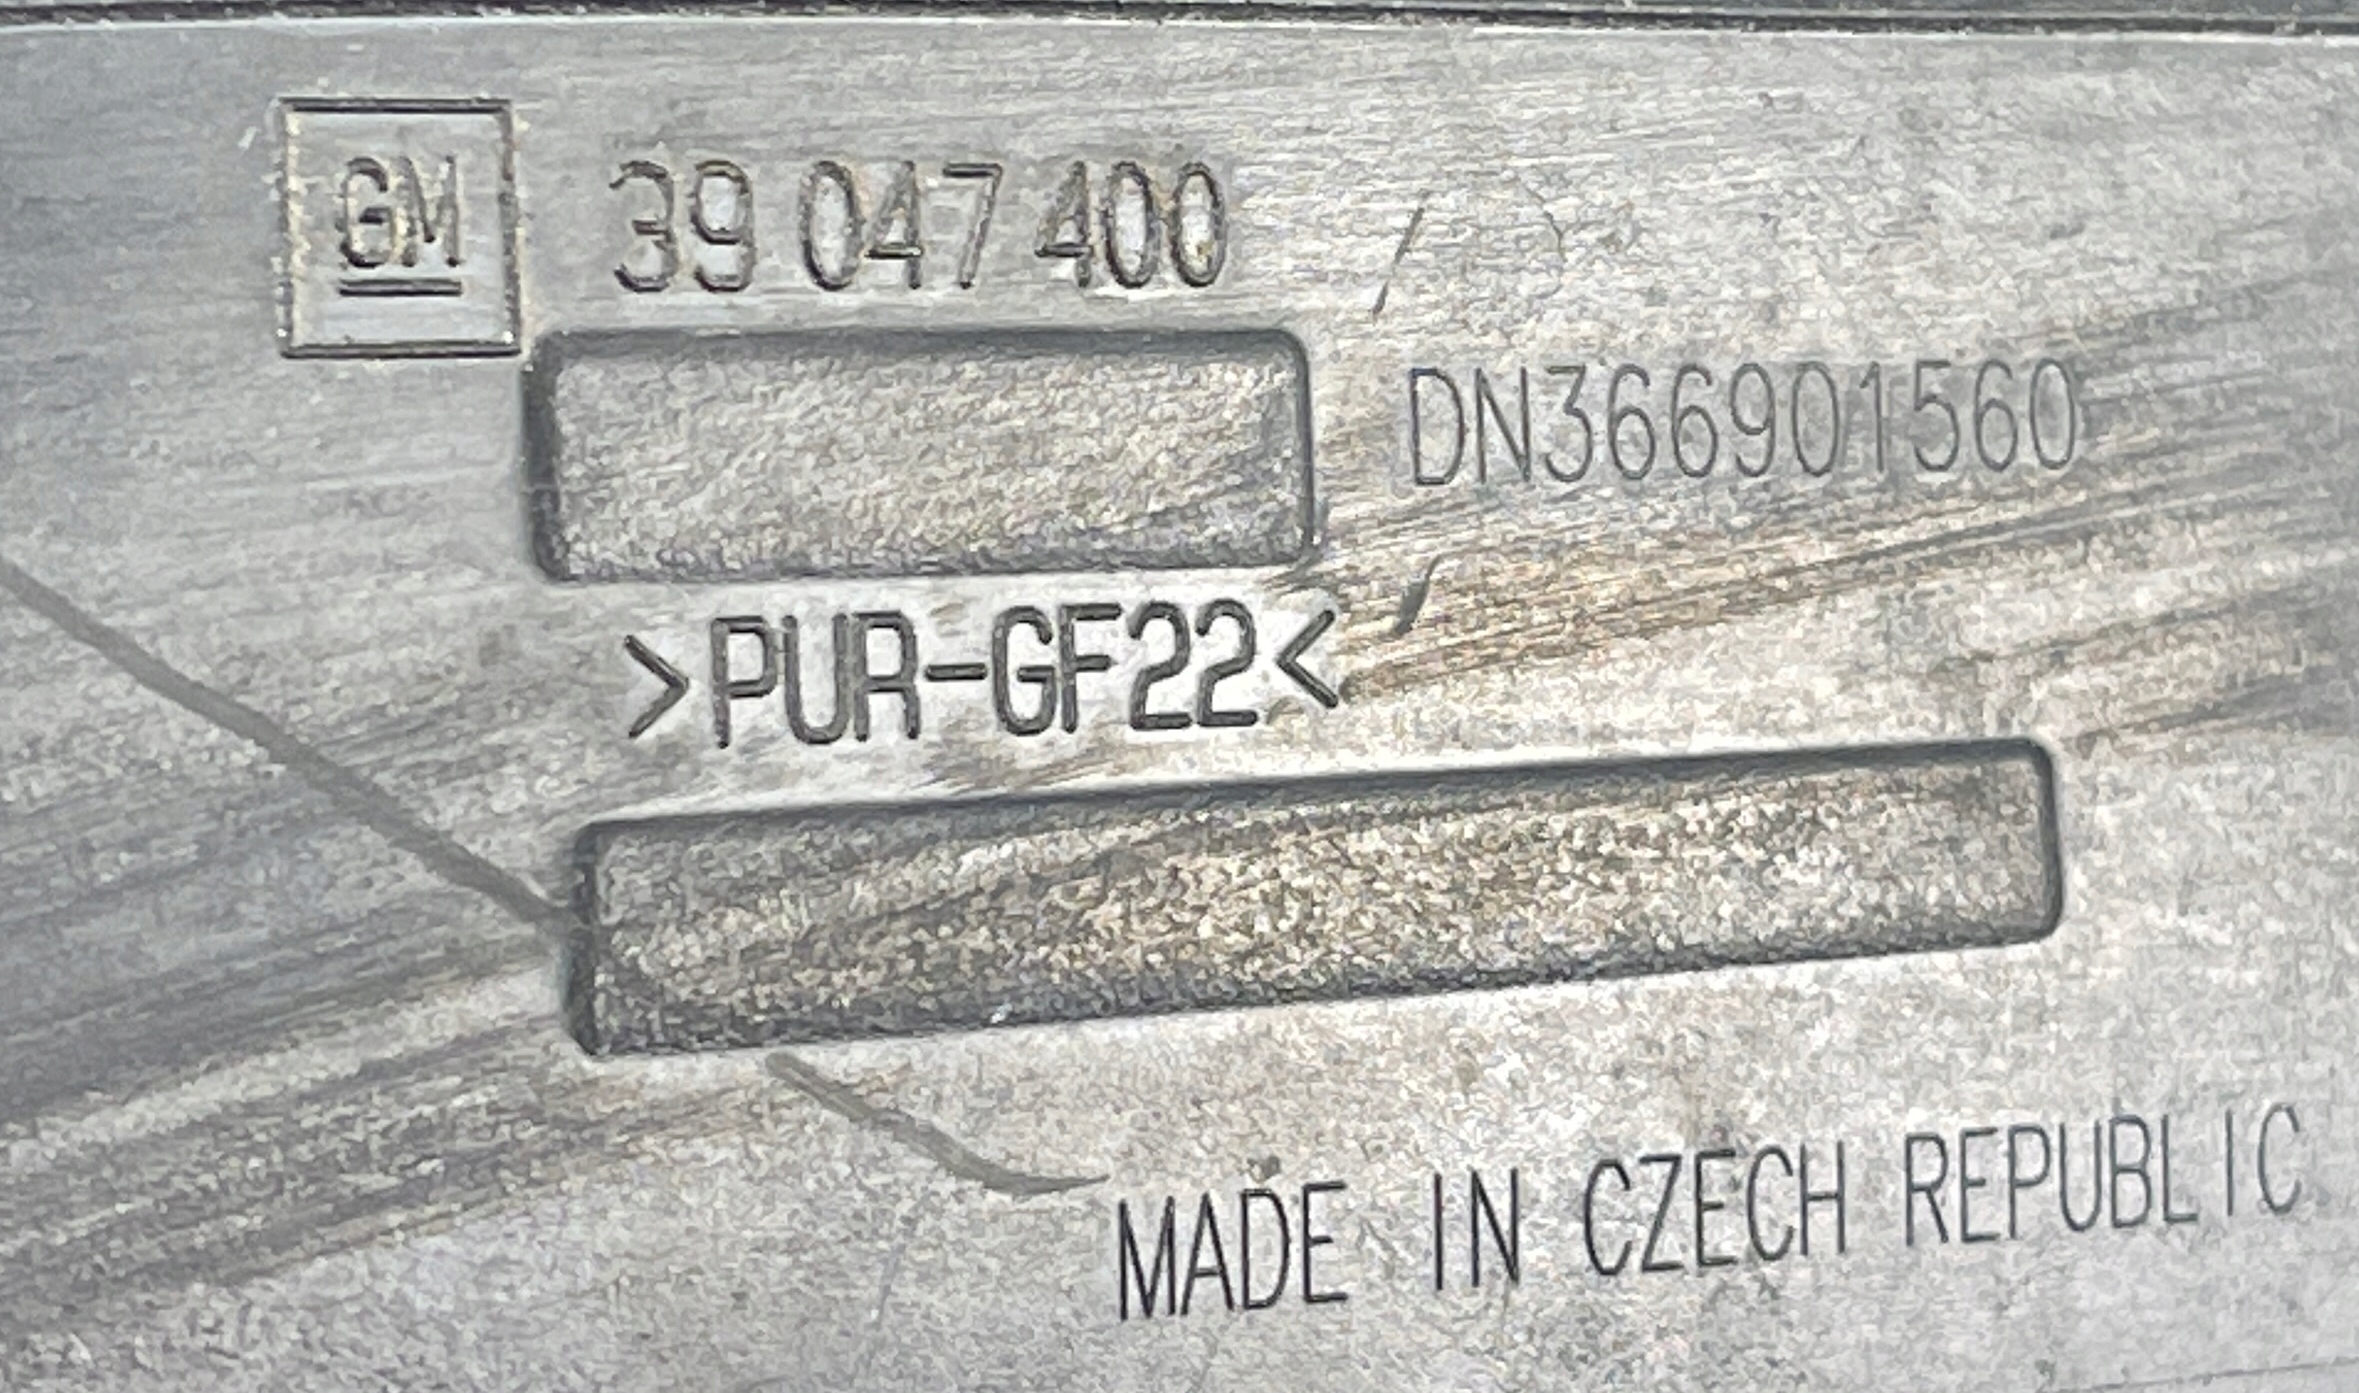 GM 39 047 400
DN366901560
>PUR-GF22<
MADE IN CZECH REPUBLIC